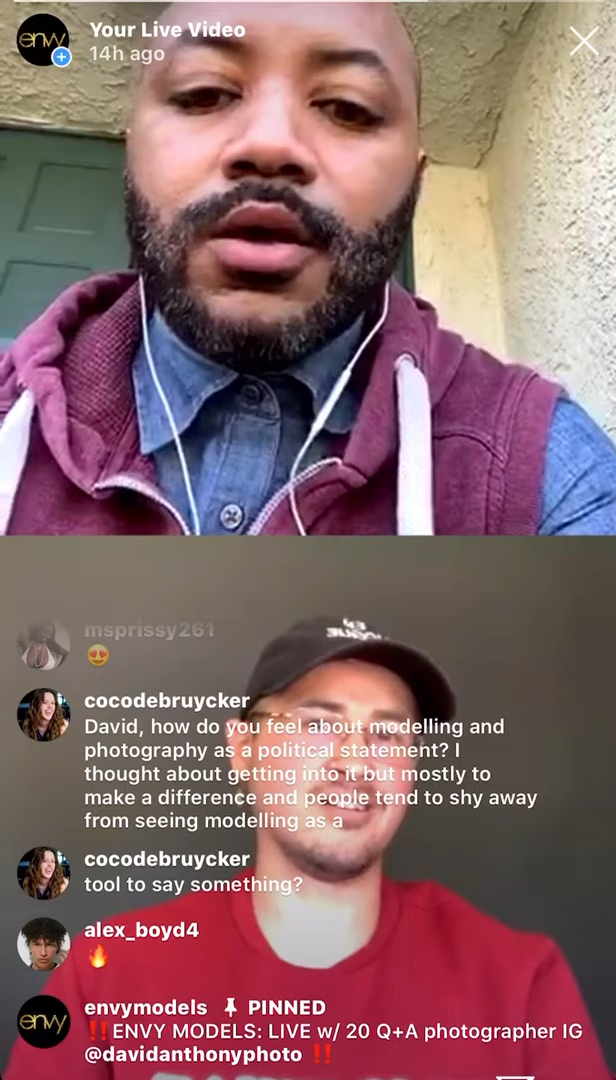 envy
Your Live Video
14h ago
msprissy261
😍
cocodebruycker
David, how do you feel about modelling and
photography as a political statement? I
thought about getting into it but mostly to
make a difference and people tend to shy away
from seeing modelling as a
cocodebruycker
tool to say something?
alex_boyd4
🔥
envy
envymodels PINNED
‼️ENVY MODELS: LIVE w/ 20 Q+A photographer IG
@davidanthonyphoto ‼️